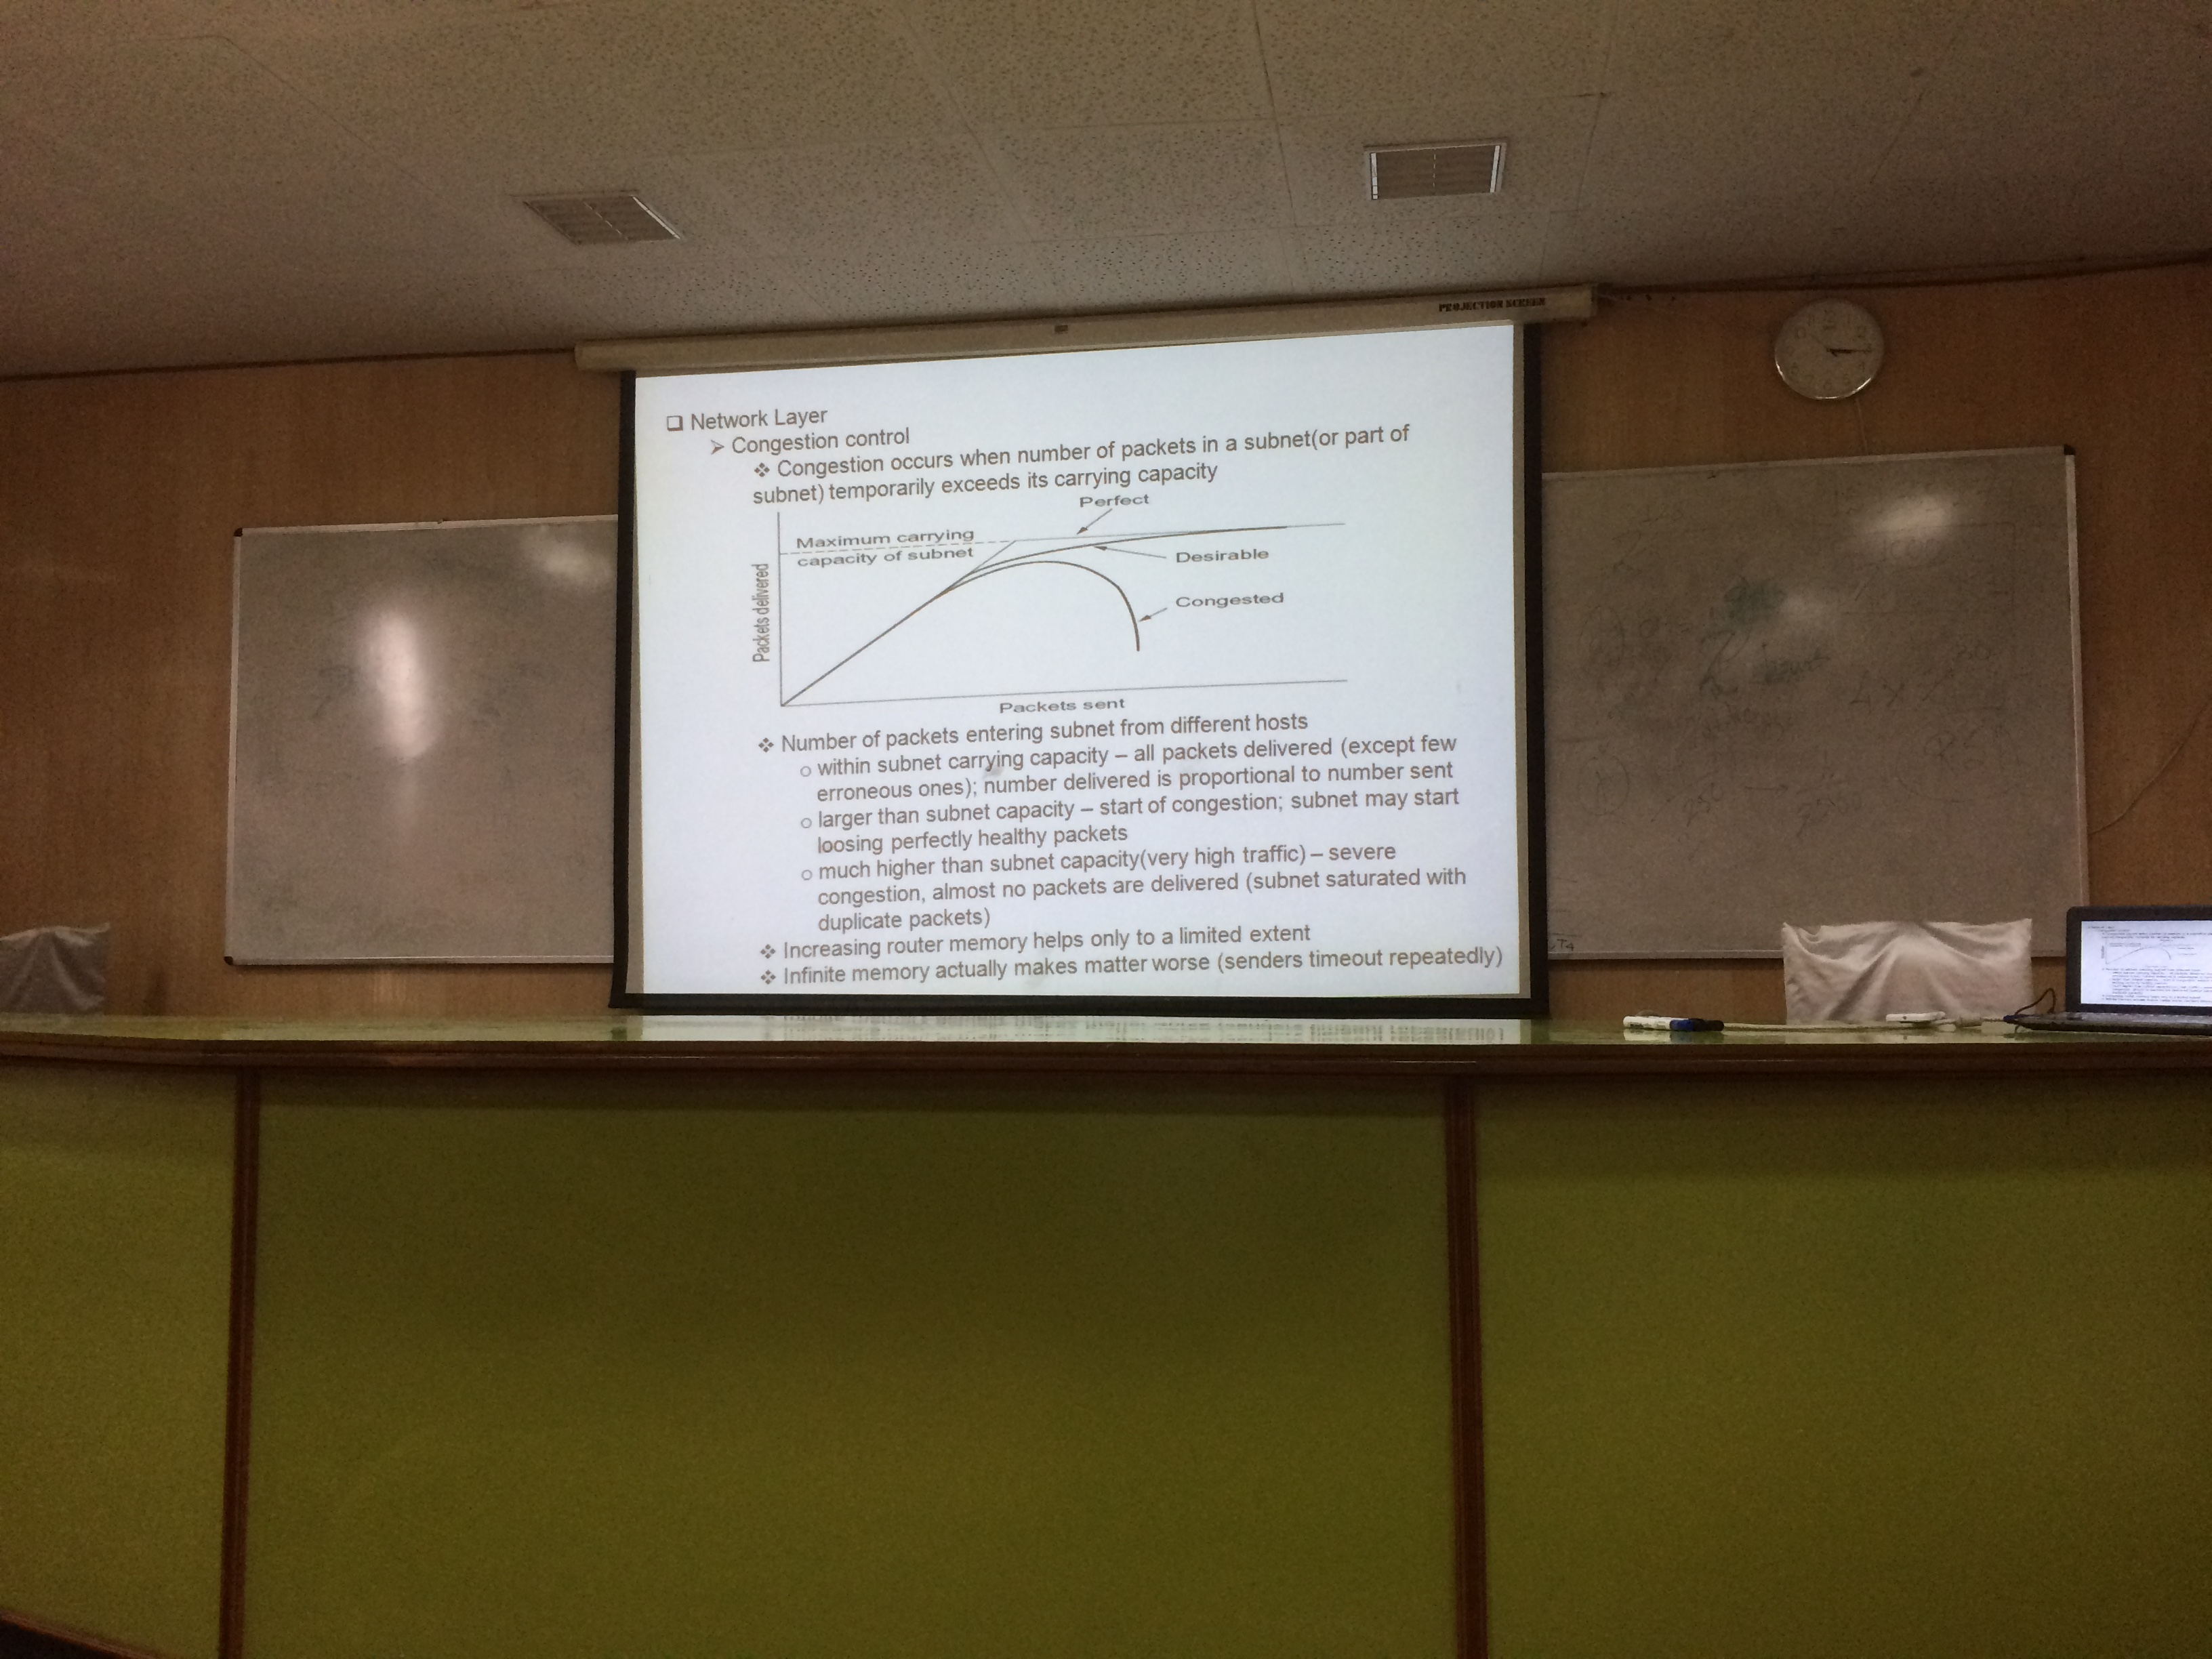 PROJECTION SCREEN
❑ Network Layer
➢ Congestion control
❖ Congestion occurs when number of packets in a subnet(or part of
subnet) temporarily exceeds its carrying capacity
Perfect
Maximum carrying
capacity of subnet
Desirable
Congested
Packets delivered
Packets sent
❖ Number of packets entering subnet from different hosts
o within subnet carrying capacity – all packets delivered (except few
erroneous ones); number delivered is proportional to number sent
o larger than subnet capacity – start of congestion; subnet may start
loosing perfectly healthy packets
o much higher than subnet capacity(very high traffic) – severe
congestion, almost no packets are delivered (subnet saturated with
duplicate packets)
❖ Increasing router memory helps only to a limited extent
❖ Infinite memory actually makes matter worse (senders timeout repeatedly)